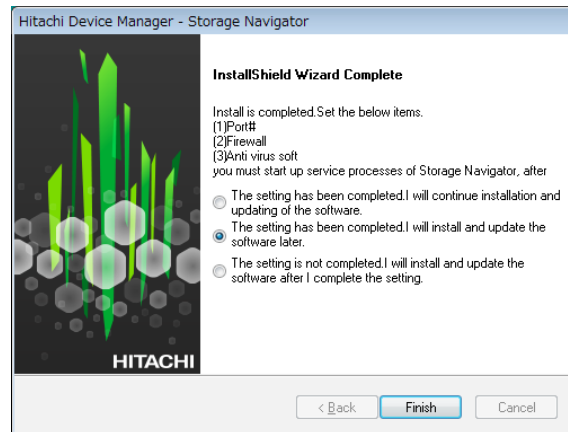 Hitachi Device Manager - Storage Navigator
InstallShield Wizard Complete
Install is completed.Set the below items.
(1)Port#
(2)Firewall
(3)Anti virus soft
you must start up service processes of Storage Navigator, after
The setting has been completed.I will continue installation and
updating of the software.
The setting has been completed.I will install and update the
software later.
The setting is not completed.I will install and update the
software after I complete the setting.
HITACHI
< Back
Finish
Cancel